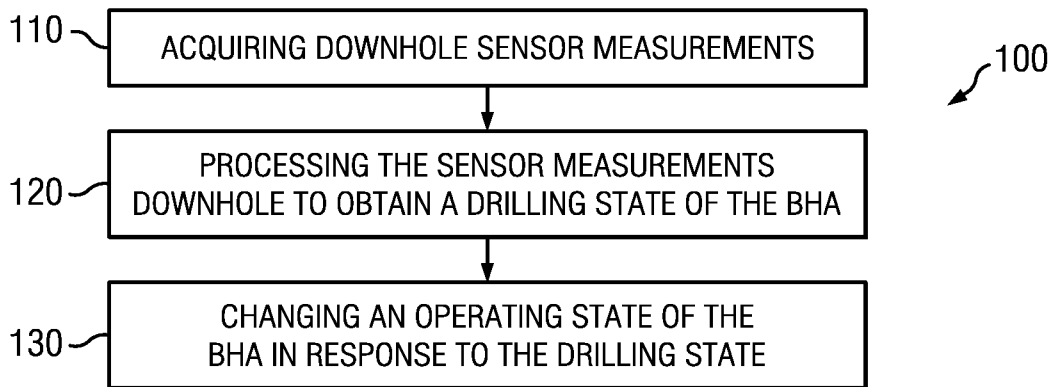 110
ACQUIRING DOWNHOLE SENSOR MEASUREMENTS
100
120
PROCESSING THE SENSOR MEASUREMENTS
DOWNHOLE TO OBTAIN A DRILLING STATE OF THE BHA
130
CHANGING AN OPERATING STATE OF THE
BHA IN RESPONSE TO THE DRILLING STATE